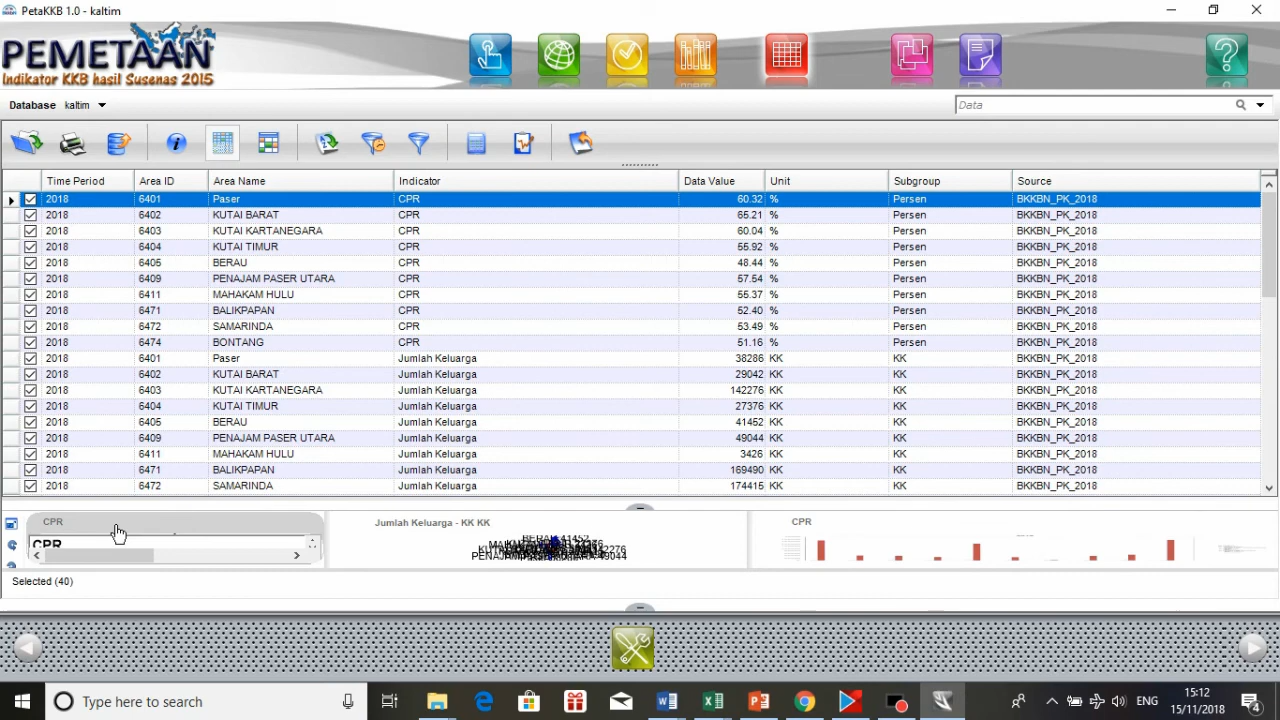 PetaKKB 1.0 - kaltim
PEMETAAN
Indikator KKB hasil Susenas 2015
Database kaltim
Data
Time Period Area ID Area Name Indicator Data Value Unit Subgroup Source
2018 6401 Paser CPR 60.32 % Persen BKKBN_PK_2018
2018 6402 KUTAI BARAT CPR 65.21 % Persen BKKBN_PK_2018
2018 6403 KUTAI KARTANEGARA CPR 60.04 % Persen BKKBN_PK_2018
2018 6404 KUTAI TIMUR CPR 55.92 % Persen BKKBN_PK_2018
2018 6405 BERAU CPR 48.44 % Persen BKKBN_PK_2018
2018 6409 PENAJAM PASER UTARA CPR 57.54 % Persen BKKBN_PK_2018
2018 6411 MAHAKAM HULU CPR 55.37 % Persen BKKBN_PK_2018
2018 6471 BALIKPAPAN CPR 52.40 % Persen BKKBN_PK_2018
2018 6472 SAMARINDA CPR 53.49 % Persen BKKBN_PK_2018
2018 6474 BONTANG CPR 51.16 % Persen BKKBN_PK_2018
2018 6401 Paser Jumlah Keluarga 38286 KK KK BKKBN_PK_2018
2018 6402 KUTAI BARAT Jumlah Keluarga 29042 KK KK BKKBN_PK_2018
2018 6403 KUTAI KARTANEGARA Jumlah Keluarga 142276 KK KK BKKBN_PK_2018
2018 6404 KUTAI TIMUR Jumlah Keluarga 27376 KK KK BKKBN_PK_2018
2018 6405 BERAU Jumlah Keluarga 41452 KK KK BKKBN_PK_2018
2018 6409 PENAJAM PASER UTARA Jumlah Keluarga 49044 KK KK BKKBN_PK_2018
2018 6411 MAHAKAM HULU Jumlah Keluarga 3426 KK KK BKKBN_PK_2018
2018 6471 BALIKPAPAN Jumlah Keluarga 169490 KK KK BKKBN_PK_2018
2018 6472 SAMARINDA Jumlah Keluarga 174415 KK KK BKKBN_PK_2018
CPR Jumlah Keluarga - KK KK CPR
CPR
Selected (40)
Type here to search
ENG
15:12
15/11/2018
4